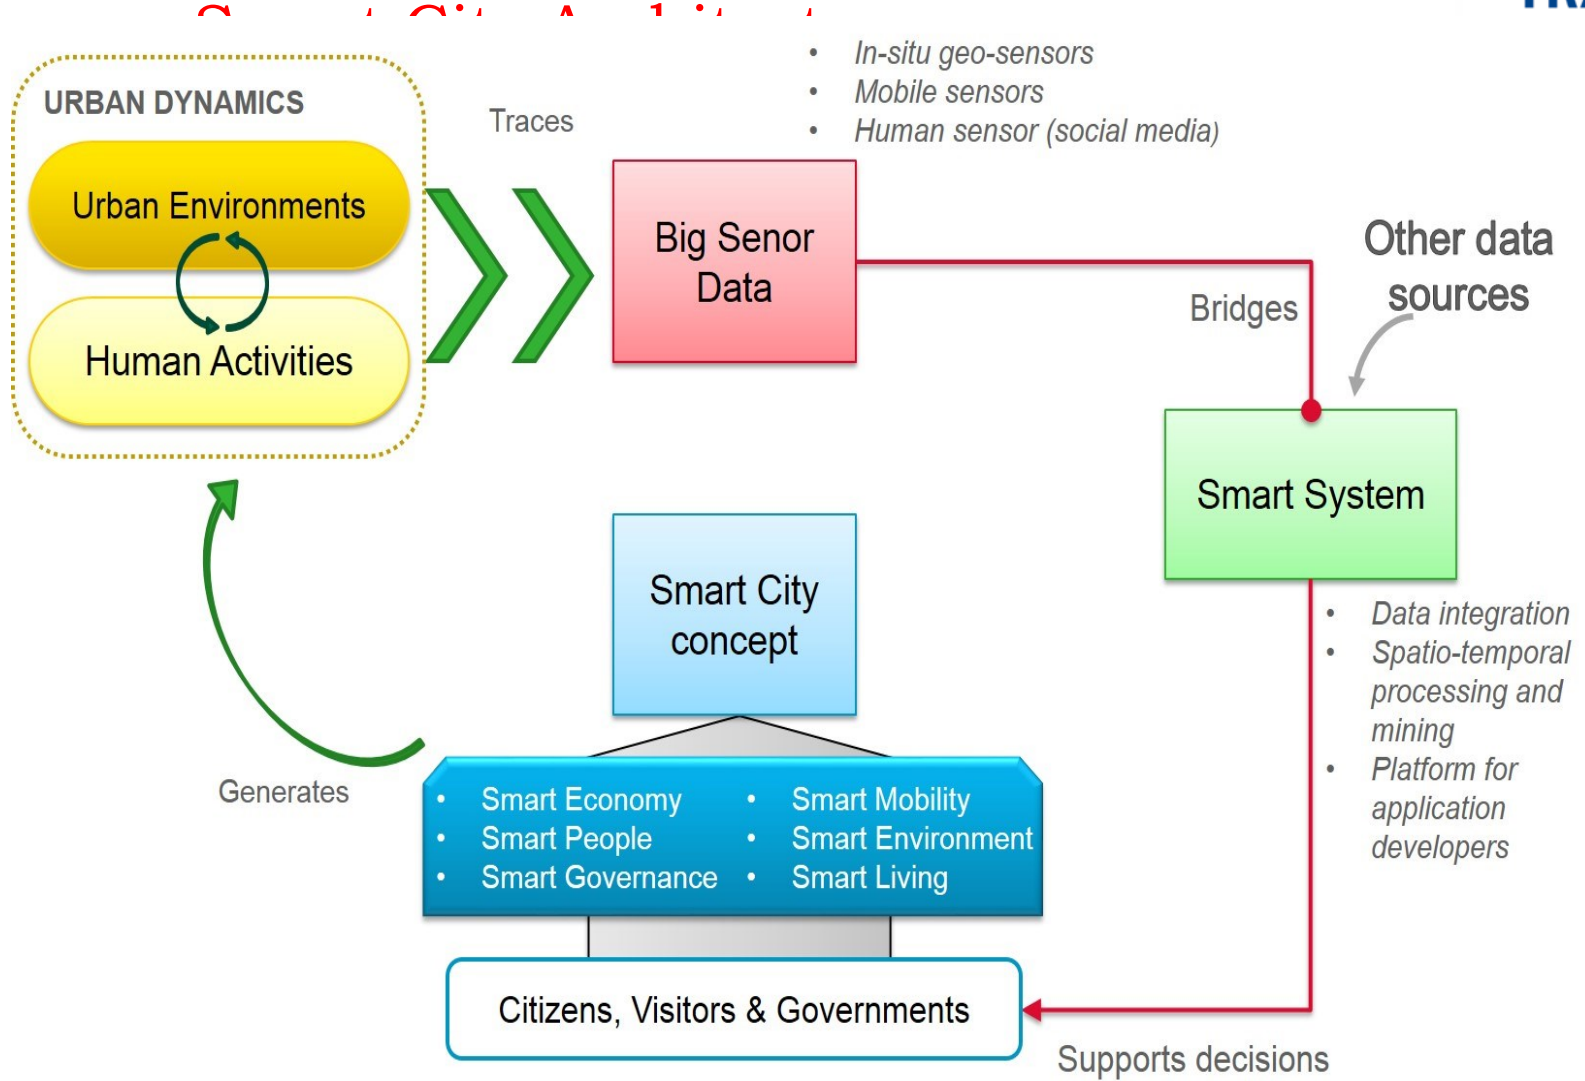 URBAN DYNAMICS
Urban Environments
Human Activities
Traces
• In-situ geo-sensors
• Mobile sensors
• Human sensor (social media)
Big Senor
Data
Bridges
Other data
sources
Smart System
• Data integration
• Spatio-temporal
processing and
mining
• Platform for
application
developers
Smart City
concept
Generates
• Smart Economy
• Smart People
• Smart Governance
• Smart Mobility
• Smart Environment
• Smart Living
Citizens, Visitors & Governments
Supports decisions